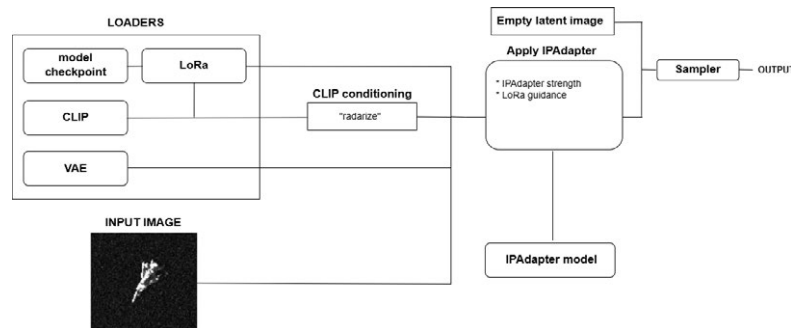 LOADERS
model
checkpoint
LoRa
CLIP
VAE
INPUT IMAGE
CLIP conditioning
"radarize"
Empty latent image
Apply IPAdapter
* IPAdapter strength
* LoRa guidance
IPAdapter model
Sampler
OUTPUT